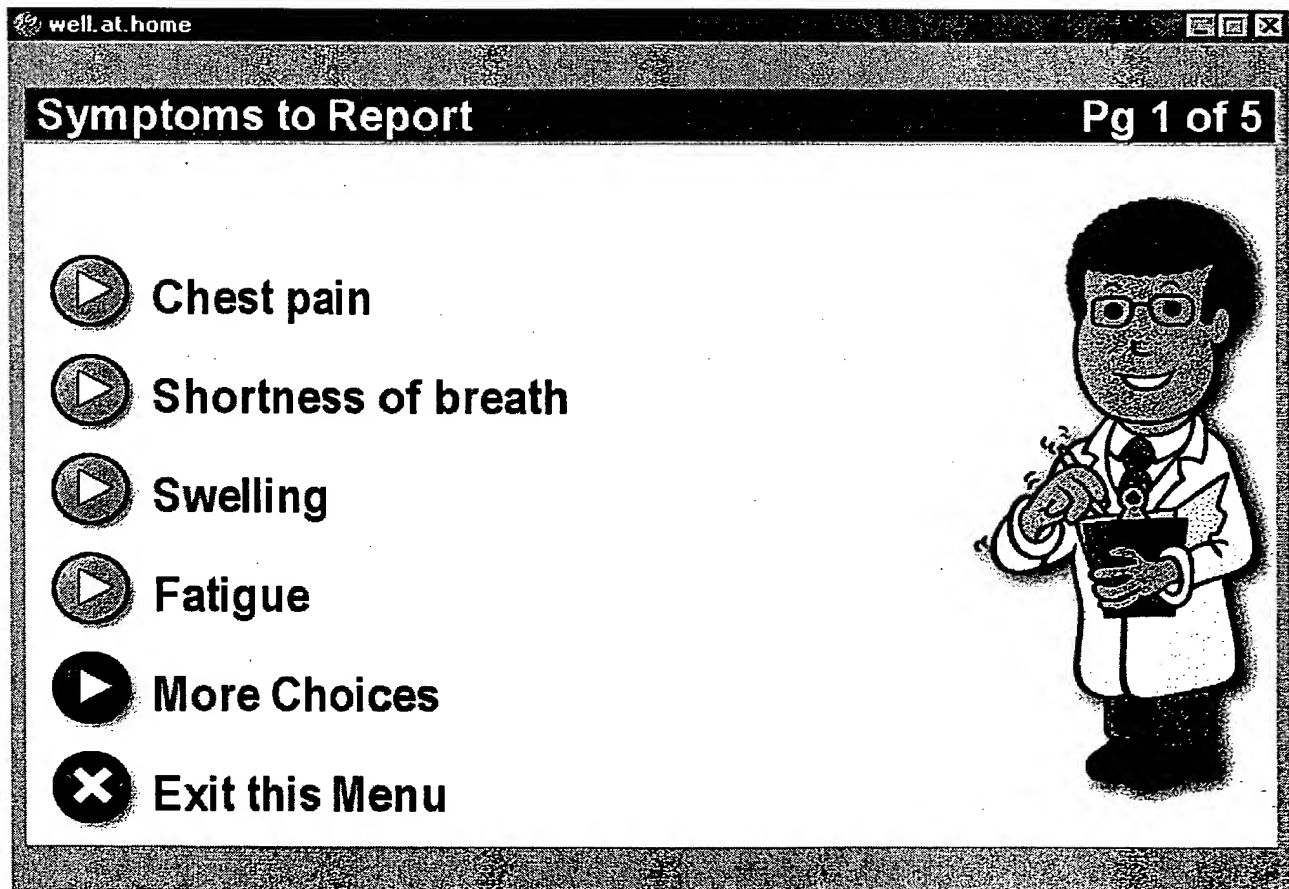 well.at.home
Symptoms to Report Pg 1 of 5
Chest pain
Shortness of breath
Swelling
Fatigue
More Choices
Exit this Menu